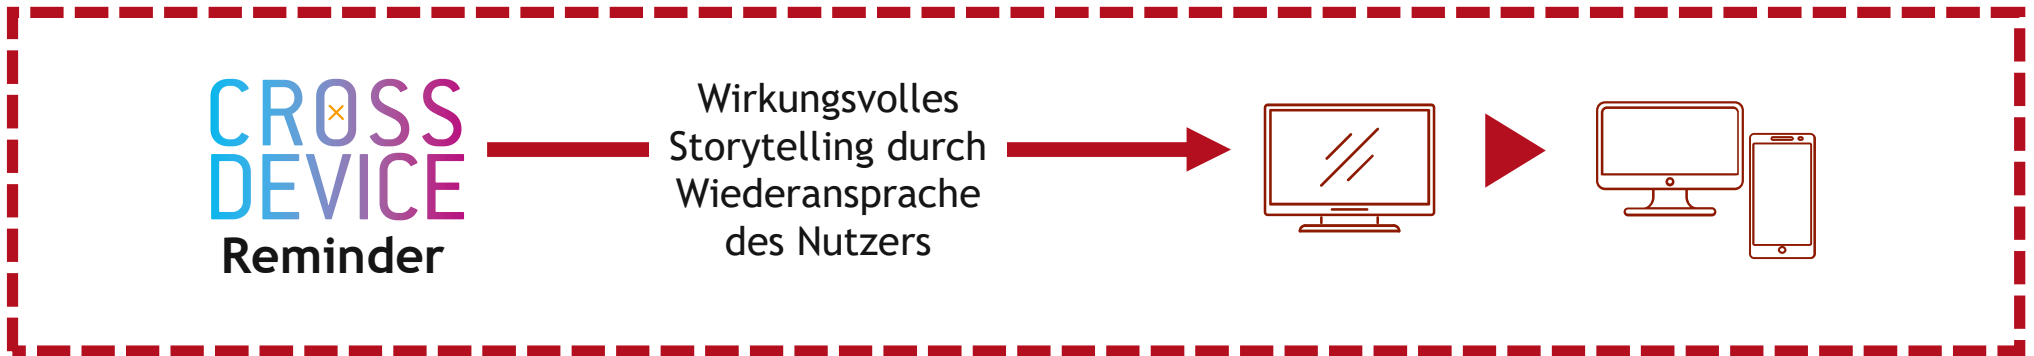 CROSS
DEVICE
Reminder
Wirkungsvolles
Storytelling durch
Wiederansprache
des Nutzers